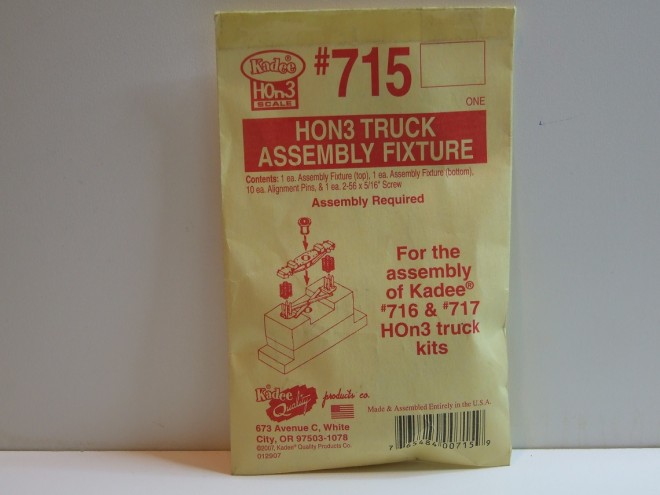 Kadee®
HOn3
SCALE
#715
ONE
HON3 TRUCK
ASSEMBLY FIXTURE
Contents: 1 ea. Assembly Fixture (top), 1 ea. Assembly Fixture (bottom),
10 ea. Alignment Pins, & 1 ea. 2-56 x 5/16" Screw
Assembly Required
For the
assembly
of Kadee®
#716 & #717
HOn3 truck
kits
Kadee
Quality
products co.
Made & Assembled Entirely in the U.S.A
673 Avenue C, White
City, OR 97503-1078
©2007, Kadee® Quality Products Co.
012907
00715 9